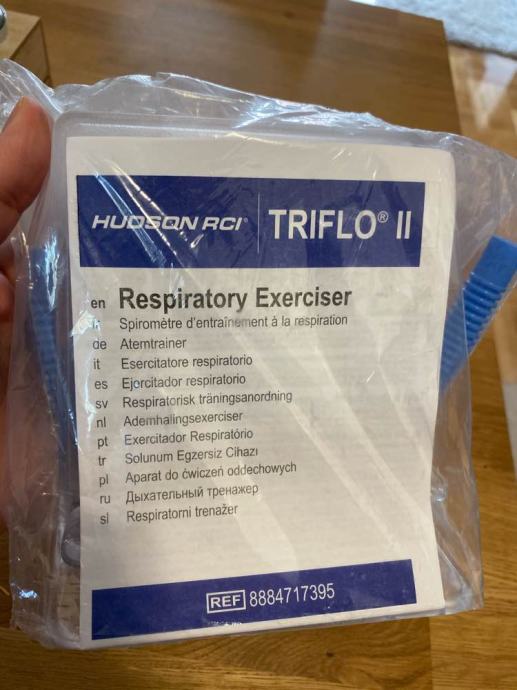 HUDSON RCI® TRIFLO® II
en Respiratory Exerciser
Spiromètre d'entraînement à la respiration
de Atemtrainer
it Esercitatore respiratorio
es Ejercitador respiratorio
sv Respiratorisk träningsanordning
nl Ademhalingsexerciser
pt Exercitador Respiratório
tr Solunum Egzersiz Cihazı
pl Aparat do ćwiczeń oddechowych
ru Дыхательный тренажер
sl Respiratorni trenažer
REF 8884717395